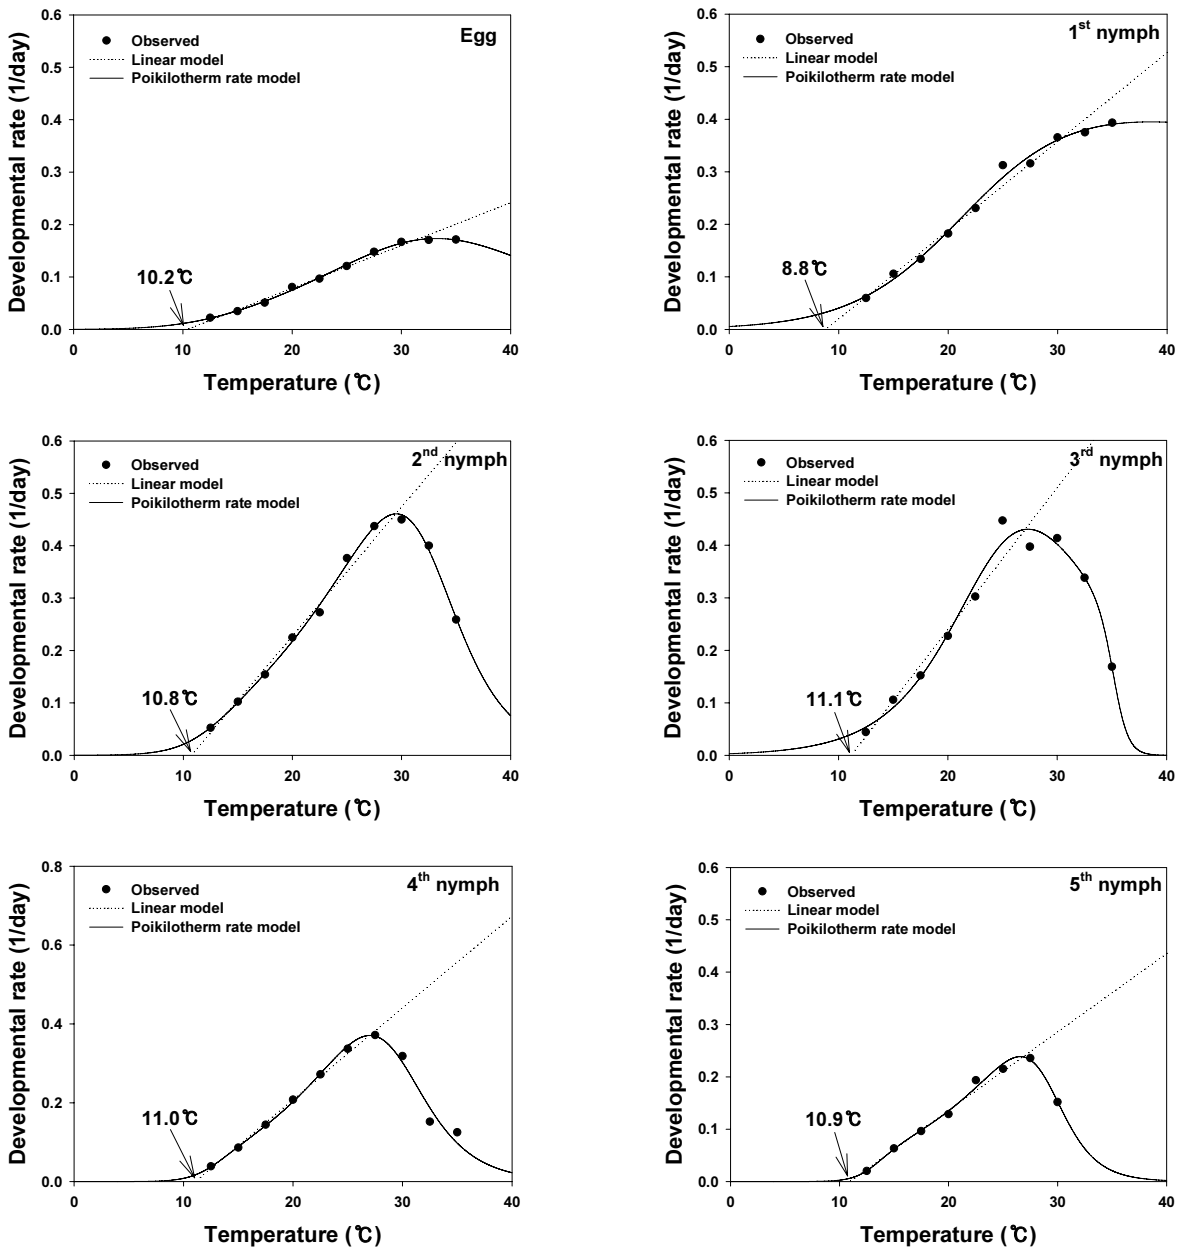 Egg
Observed
Linear model
Poikilotherm rate model
10.2℃
0.6
0.5
0.4
0.3
0.2
0.1
0.0
0 10 20 30 40
Developmental rate (1/day)
Temperature (℃)
1st nymph
Observed
Linear model
Poikilotherm rate model
8.8℃
0.6
0.5
0.4
0.3
0.2
0.1
0.0
0 10 20 30 40
Developmental rate (1/day)
Temperature (℃)
2nd nymph
Observed
Linear model
Poikilotherm rate model
10.8℃
0.6
0.5
0.4
0.3
0.2
0.1
0.0
0 10 20 30 40
Developmental rate (1/day)
Temperature (℃)
3rd nymph
Observed
Linear model
Poikilotherm rate model
11.1℃
0.6
0.5
0.4
0.3
0.2
0.1
0.0
0 10 20 30 40
Developmental rate (1/day)
Temperature (℃)
4th nymph
Observed
Linear model
Poikilotherm rate model
11.0℃
0.8
0.6
0.4
0.2
0.0
0 10 20 30 40
Developmental rate (1/day)
Temperature (℃)
5th nymph
Observed
Linear model
Poikilotherm rate model
10.9℃
0.6
0.5
0.4
0.3
0.2
0.1
0.0
0 10 20 30 40
Developmental rate (1/day)
Temperature (℃)